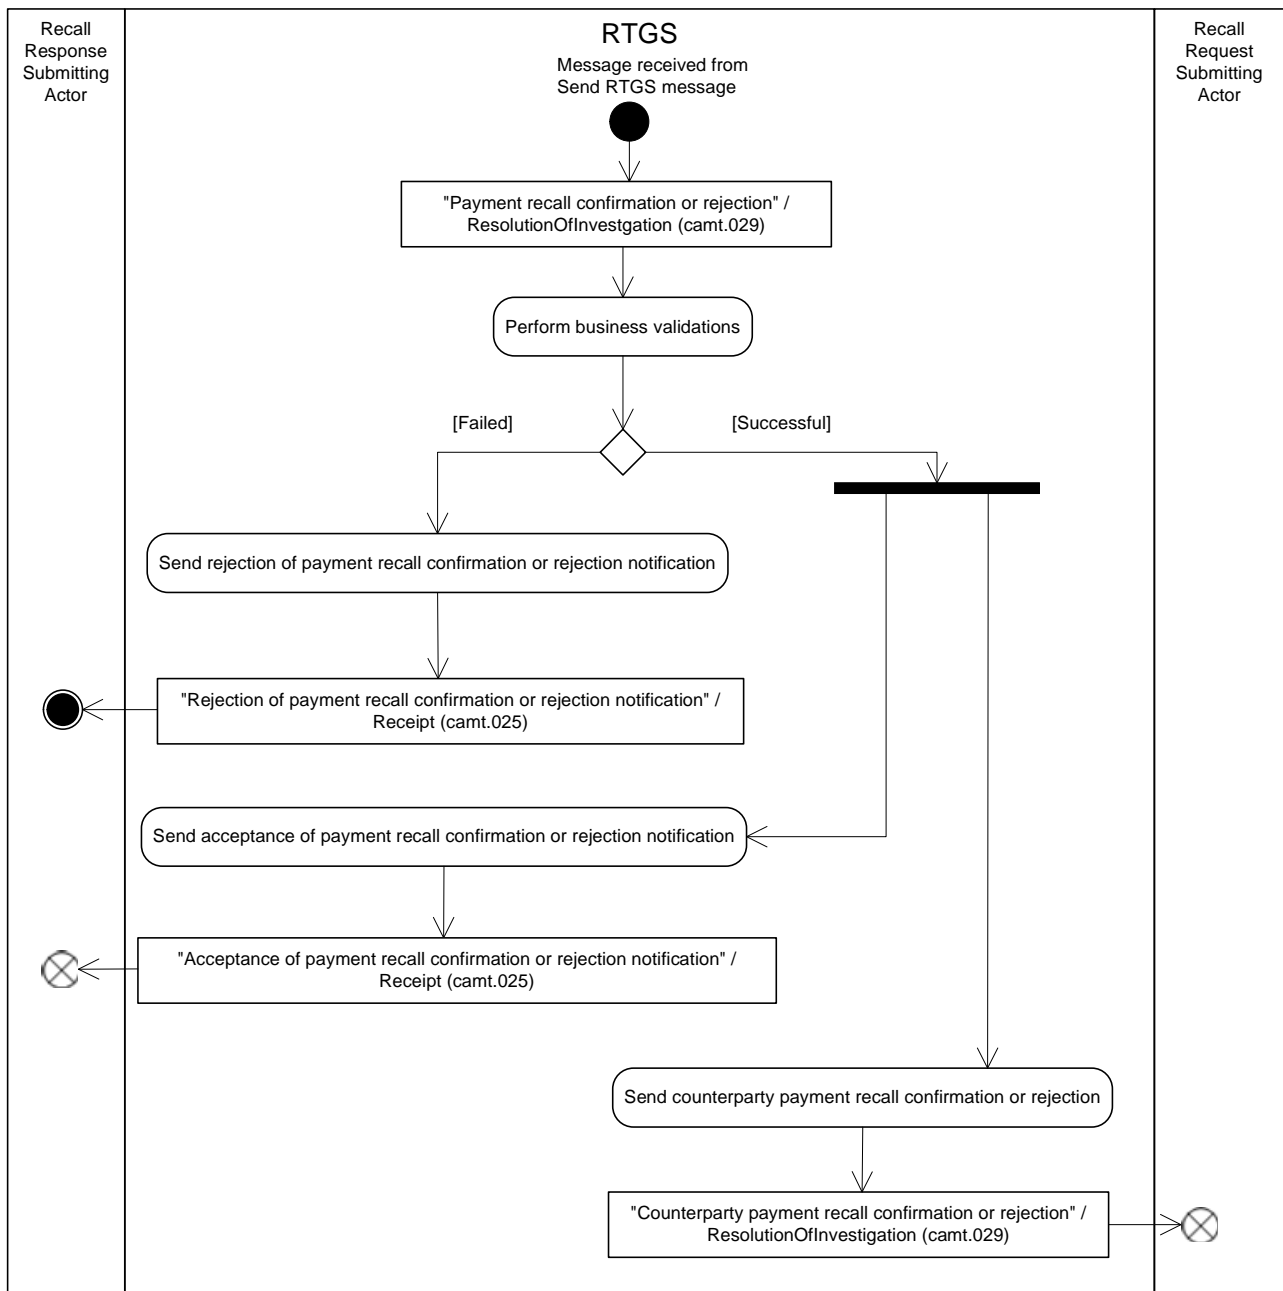 Recall
Response
Submitting
Actor
RTGS
Message received from
Send RTGS message
Recall
Request
Submitting
Actor
"Payment recall confirmation or rejection" /
ResolutionOfInvestgation (camt.029)
Perform business validations
[Failed]
[Successful]
Send rejection of payment recall confirmation or rejection notification
"Rejection of payment recall confirmation or rejection notification" /
Receipt (camt.025)
Send acceptance of payment recall confirmation or rejection notification
"Acceptance of payment recall confirmation or rejection notification" /
Receipt (camt.025)
Send counterparty payment recall confirmation or rejection
"Counterparty payment recall confirmation or rejection" /
ResolutionOfInvestigation (camt.029)